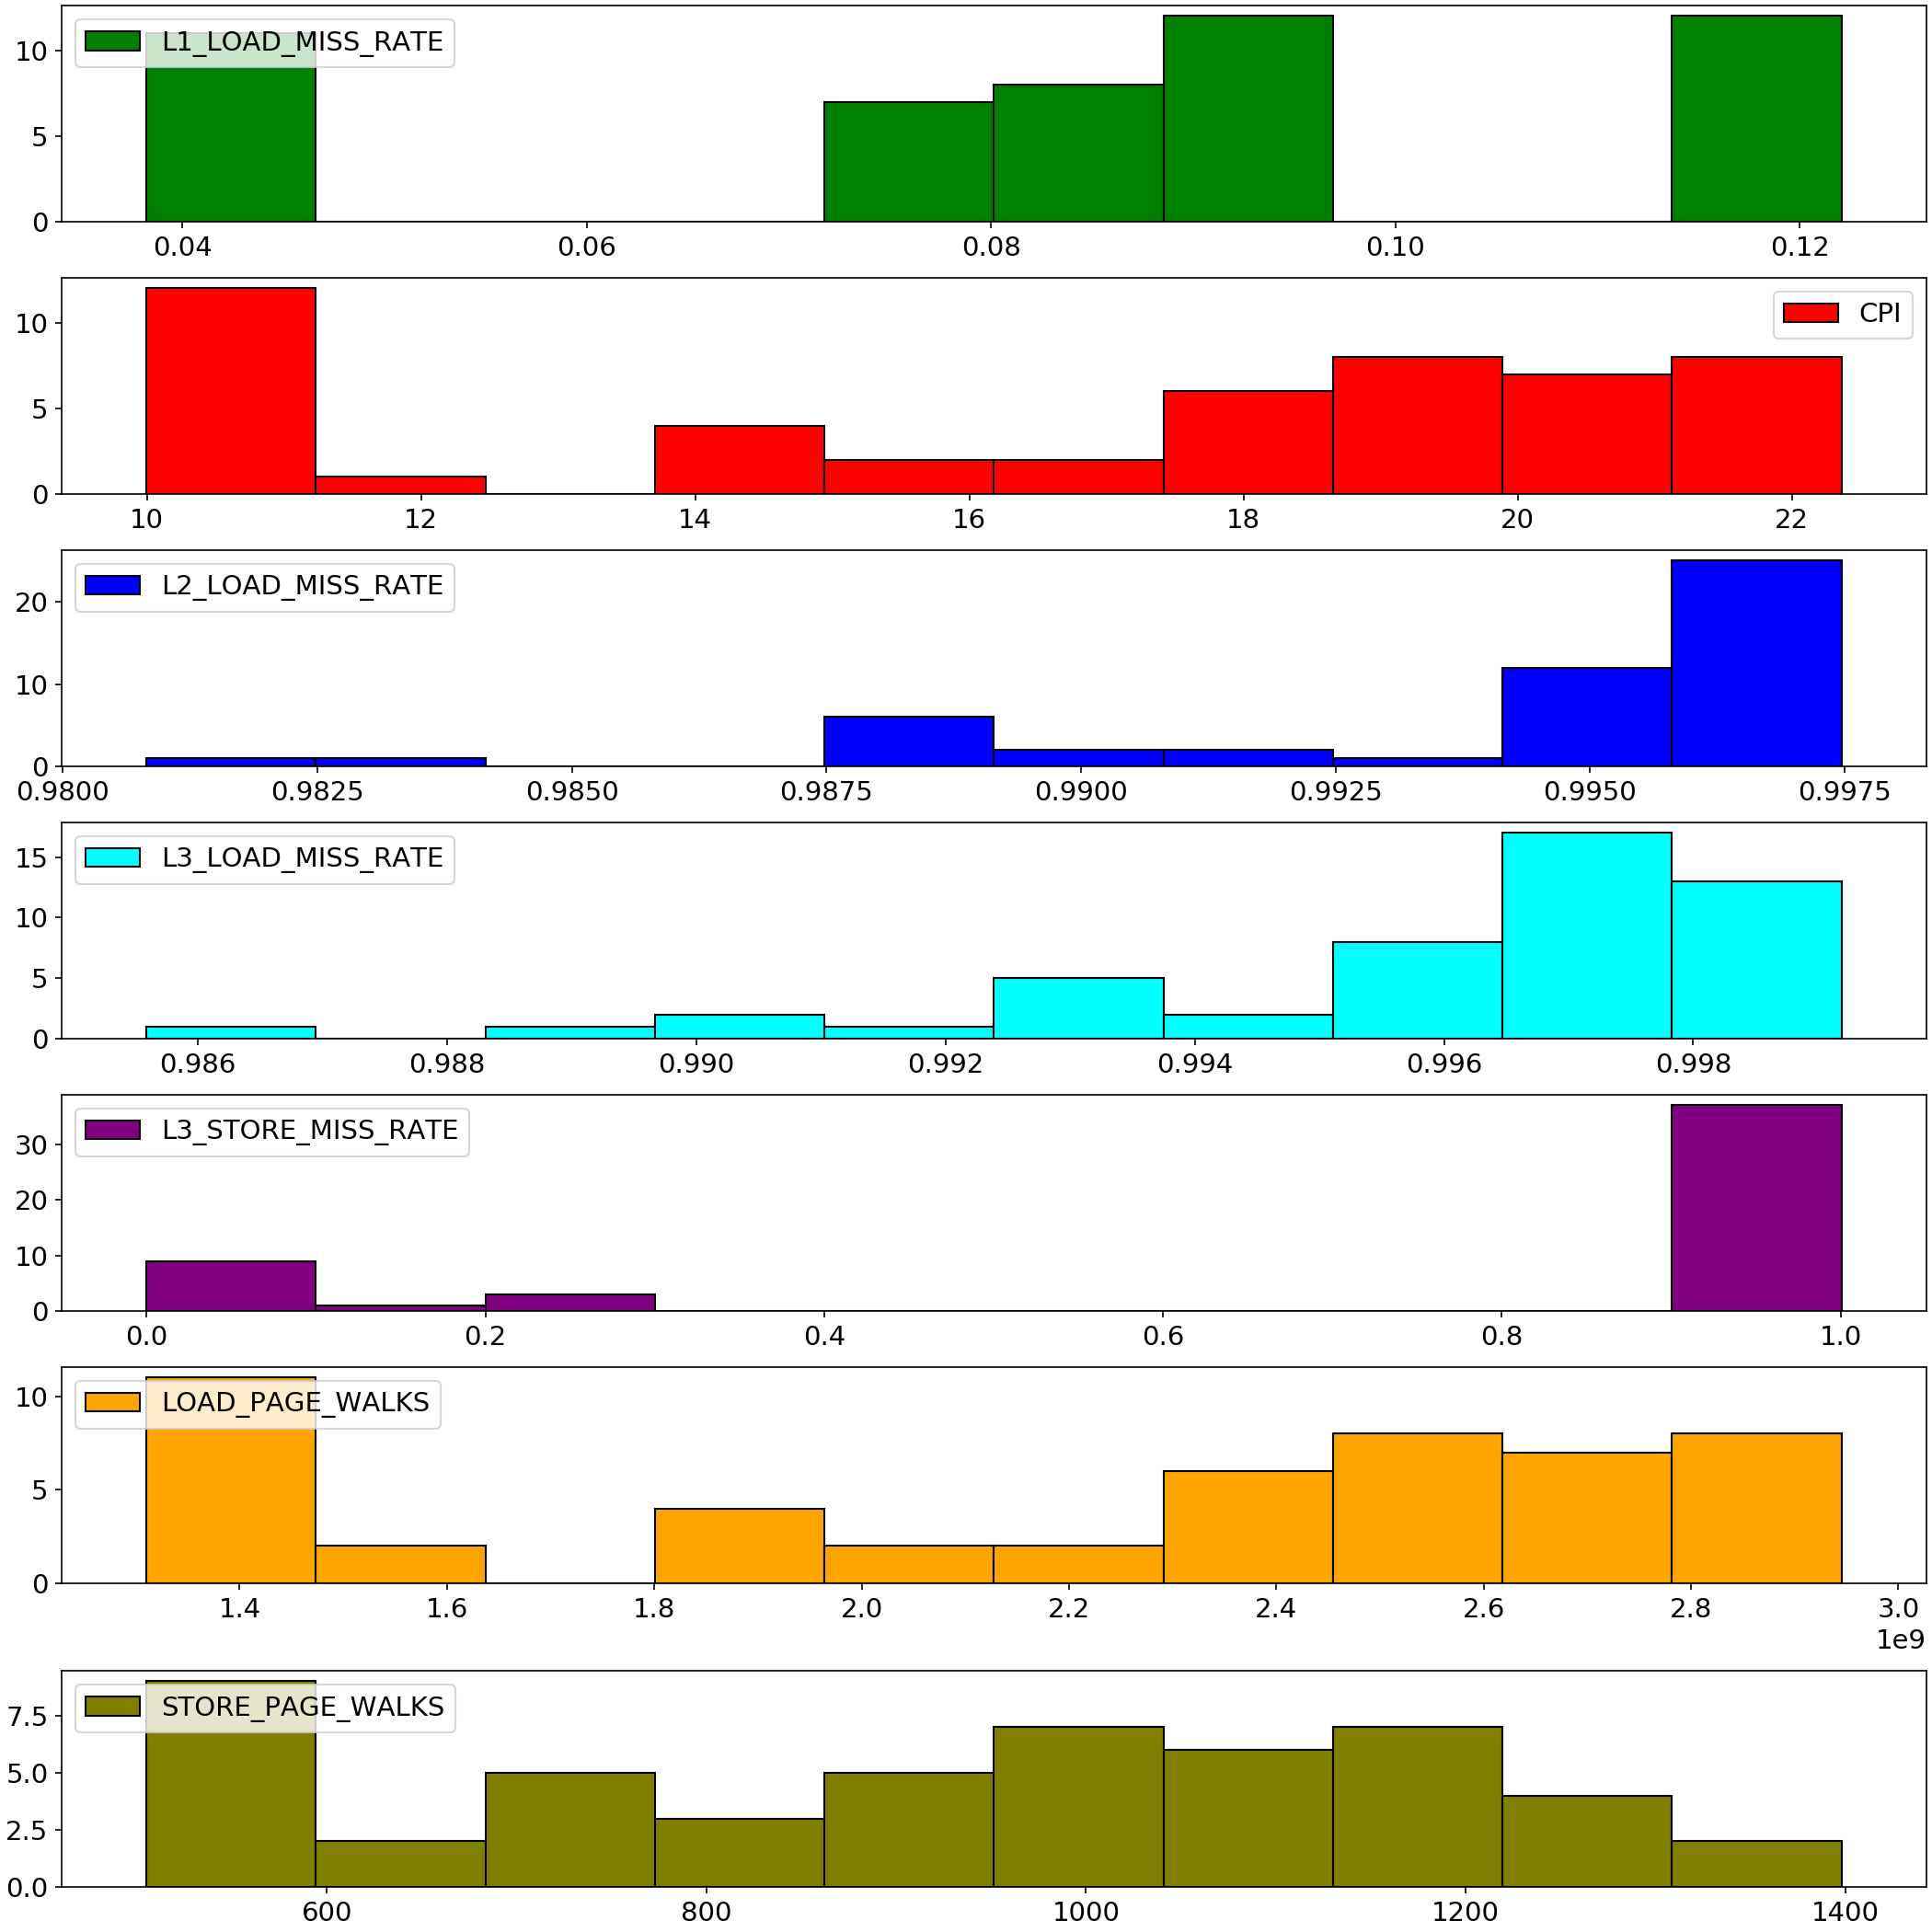 L1_LOAD_MISS_RATE
10
5
0
0.04 0.06 0.08 0.10 0.12
CPI
10
5
0
10 12 14 16 18 20 22
L2_LOAD_MISS_RATE
20
10
0
0.9800 0.9825 0.9850 0.9875 0.9900 0.9925 0.9950 0.9975
L3_LOAD_MISS_RATE
15
10
5
0
0.986 0.988 0.990 0.992 0.994 0.996 0.998
L3_STORE_MISS_RATE
30
20
10
0
0.0 0.2 0.4 0.6 0.8 1.0
LOAD_PAGE_WALKS
10
5
0
1.4 1.6 1.8 2.0 2.2 2.4 2.6 2.8 3.0
1e9
STORE_PAGE_WALKS
7.5
5.0
2.5
0.0
600 800 1000 1200 1400